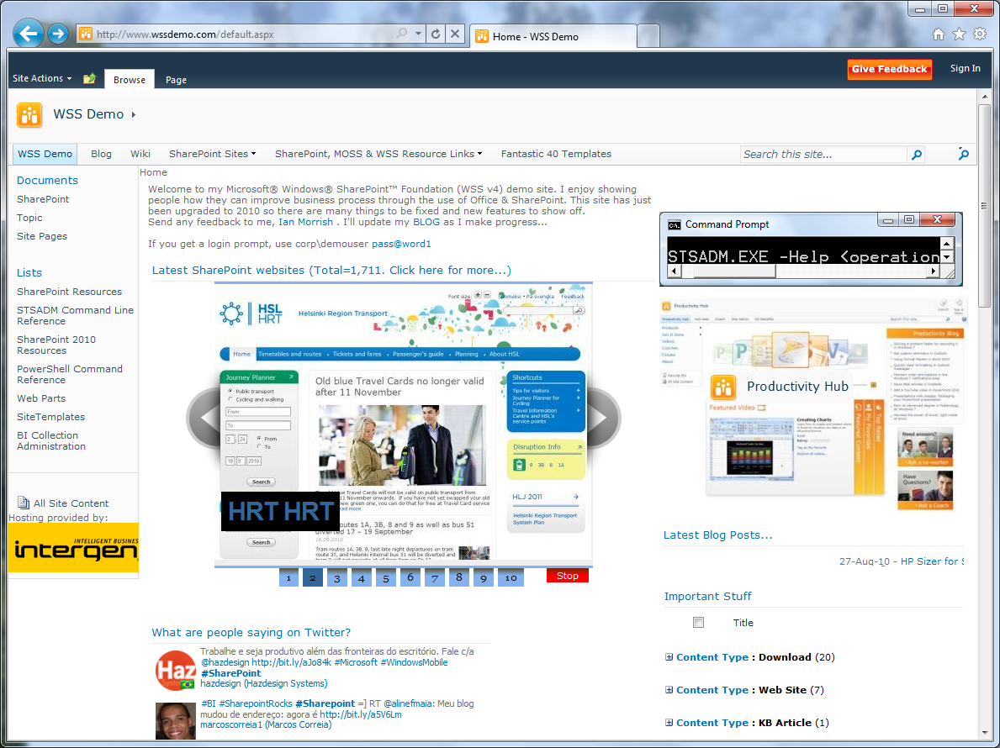 http://www.wssdemo.com/default.aspx
Home - WSS Demo
Site Actions
Browse
Page
Give Feedback
Sign In
WSS Demo
WSS Demo
Blog
Wiki
SharePoint Sites
SharePoint, MOSS & WSS Resource Links
Fantastic 40 Templates
Search this site...
Documents
SharePoint
Topic
Site Pages
Lists
SharePoint Resources
STSADM Command Line
Reference
SharePoint 2010
Resources
PowerShell Command
Reference
Web Parts
SiteTemplates
BI Collection
Administration
All Site Content
Hosting provided by:
INTELLIGENT BUSINES
intergen
Home
Welcome to my Microsoft® Windows® SharePoint™ Foundation (WSS v4) demo site. I enjoy showing
people how they can improve business process through the use of Office & SharePoint. This site has just
been upgraded to 2010 so there are many things to be fixed and new features to show off.
Send any feedback to me, Ian Morrish . I'll update my BLOG as I make progress...
If you get a login prompt, use corp\demouser pass@word1
Latest SharePoint websites (Total=1,711. Click here for more...)
Font size:
Suomeksi • På svenska
Feedback
HSL
HRT
Helsinki Region Transport
Home
Timetables and routes
Tickets and fares
Passenger's guide
Planning
About HSL
Journey Planner
Public transport
Cycling and walking
From
To
2
24
From
To
18
9
2010
Search
Search
Old blue Travel Cards no longer valid
after 11 November
blue Travel Cards will not be valid on public transport from
11 November onwards. If you have not yet swapped your old
new green one, you can do that for free at Travel Card service
read more.
HRT HRT
routes 1A, 3B, 8 and 9 as well as bus 51
diverted 17 – 19 September
16.09.2010
Tram routes 1A, 3B, 8, last late night departures on tram
route 3T, and Helsinki internal bus 51 will be diverted and
Shortcuts
Tips for visitors
Journey Planner for
Cycling
Travel Information
Centre and HSL's
service points
Disruption Info
9 3B 8 1A
HLJ 2011
Helsinki Region Transport
System Plan
1
2
3
4
5
6
7
8
9
10
Stop
What are people saying on Twitter?
Haz
Systems
Trabalhe e seja produtivo além das fronteiras do escritório. Fale c/a
@hazdesign http://bit.ly/aJo84k #Microsoft #WindowsMobile
#SharePoint
hazdesign (Hazdesign Systems)
#BI #SharepointRocks #Sharepoint =] RT @alinefmaia: Meu blog
mudou de endereço: agora é http://bit.ly/a5V6Lm
marcoscorreia1 (Marcos Correia)
Command Prompt
STSADM.EXE -Help <operation
Productivity Hub
Productivity Hub
Productivity Blog
Productivity Hub
Featured Video
Creating Charts
Top Rated
My Favorites
Featured Content
Need answers?
Ask a co-worker
Have
Questions?
Ask a Coach
Latest Blog Posts...
27-Aug-10 - HP Sizer for S
Important Stuff
Title
Content Type : Download (20)
Content Type : Web Site (7)
Content Type : KB Article (1)